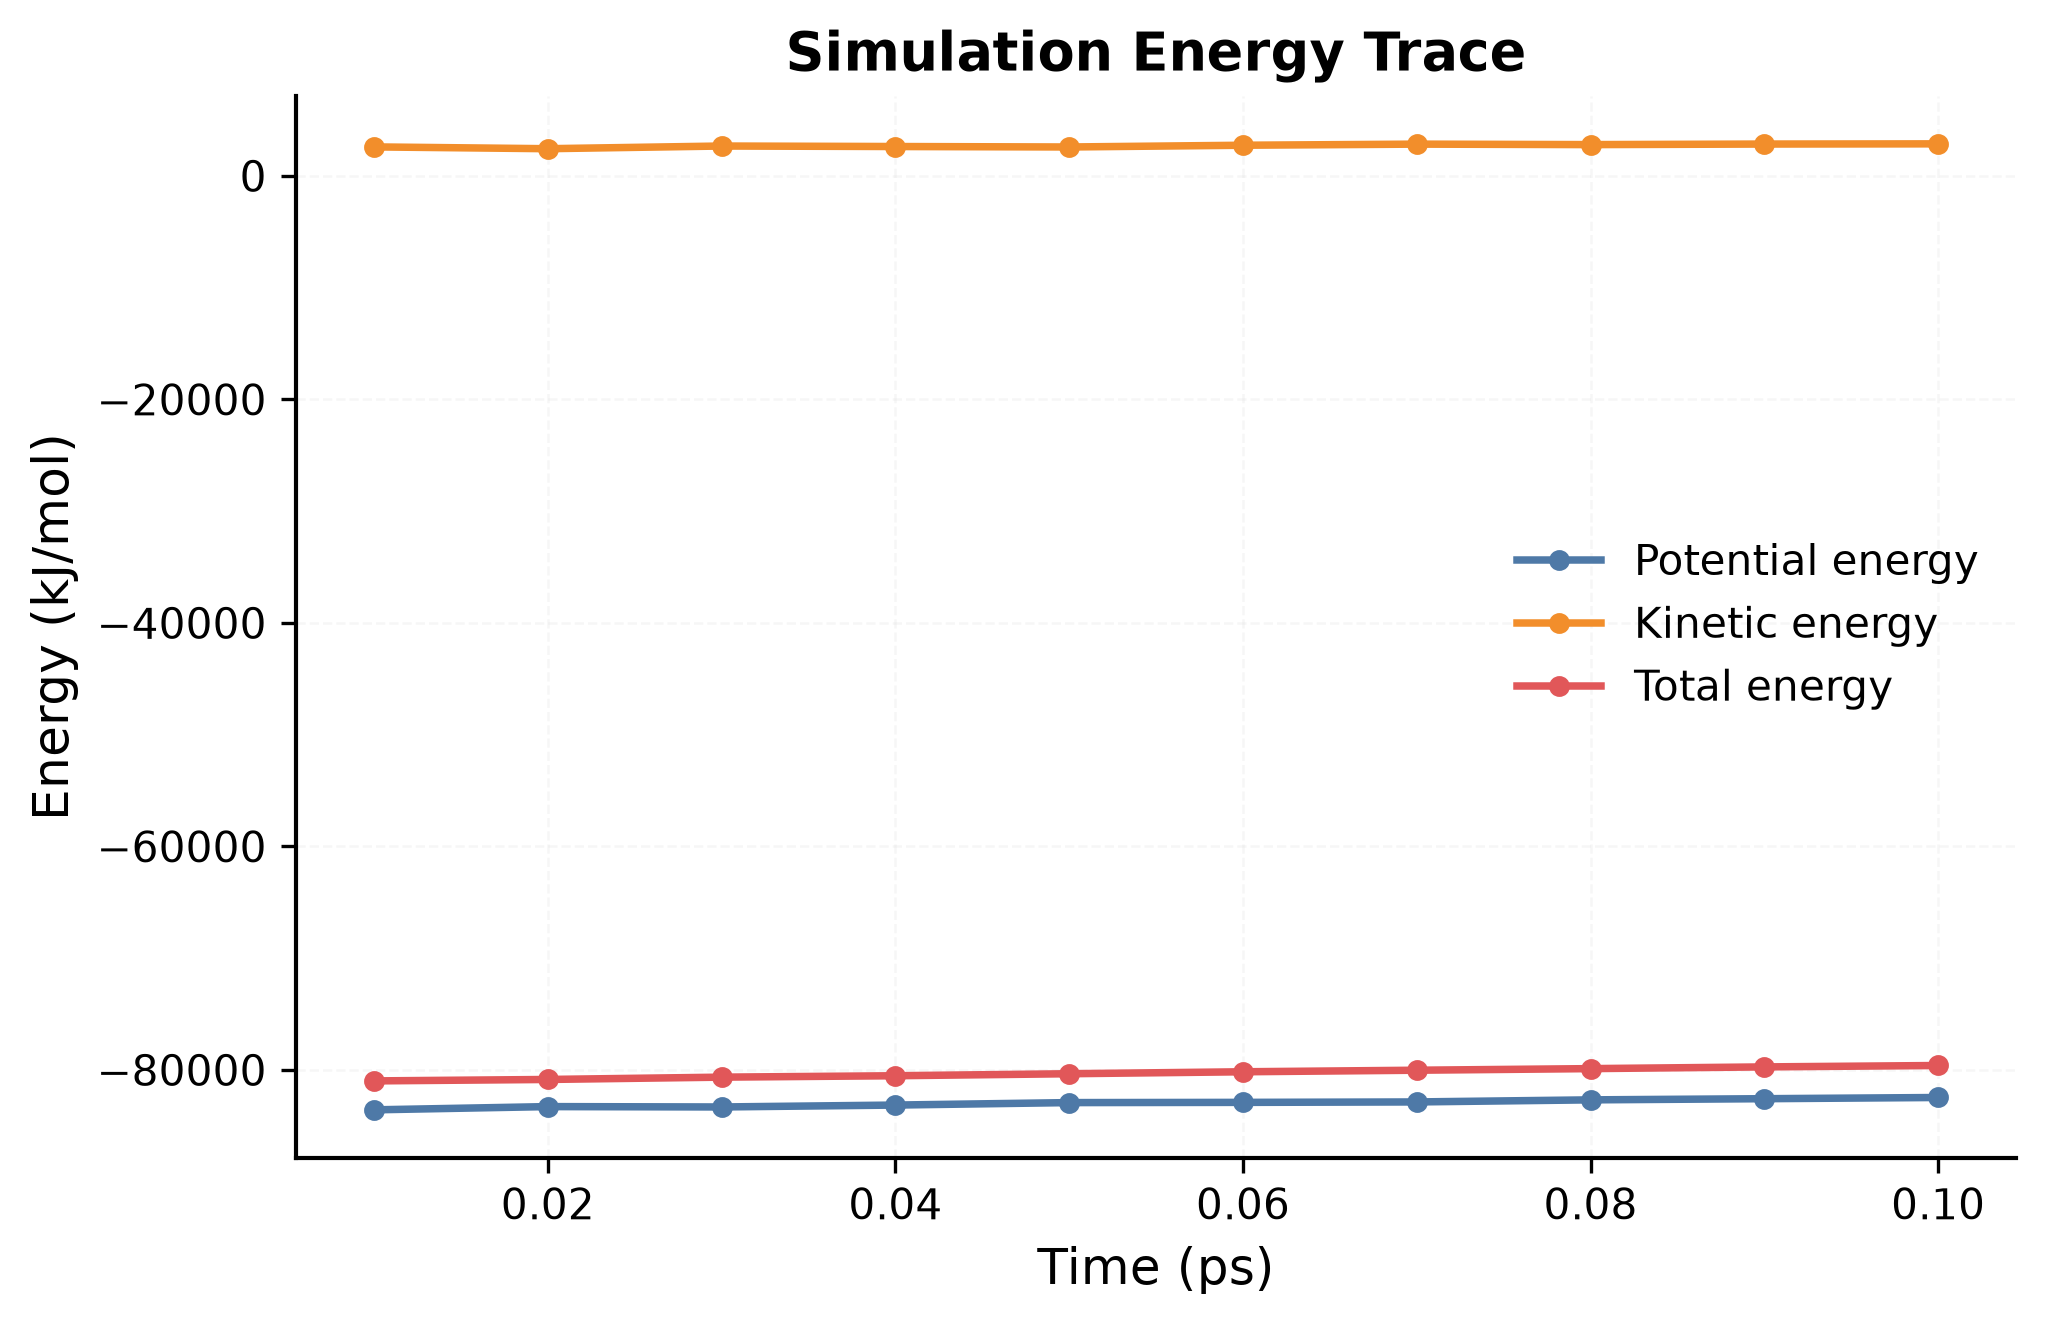 Simulation Energy Trace
0
−20000
−40000
−60000
−80000
Energy (kJ/mol)
Potential energy
Kinetic energy
Total energy
0.02 0.04 0.06 0.08 0.10
Time (ps)